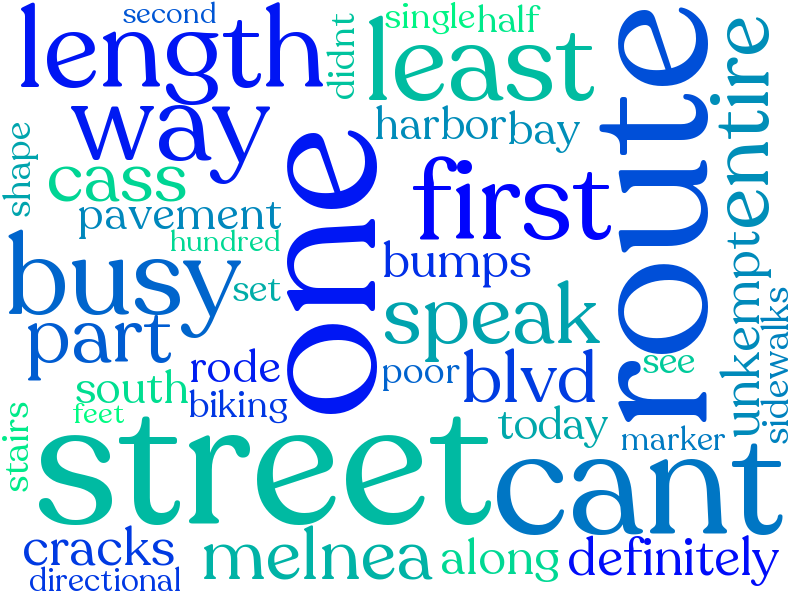 second
length
didnt
single
half
least
route
entire
way
harbor
bay
shape
cass
one
first
pavement
hundred
busy
set
bumps
unkempt
part
speak
sidewalks
rode
poor
blvd
see
south
biking
feet
stairs
today
marker
street
cant
cracks
melnea
along
definitely
directional